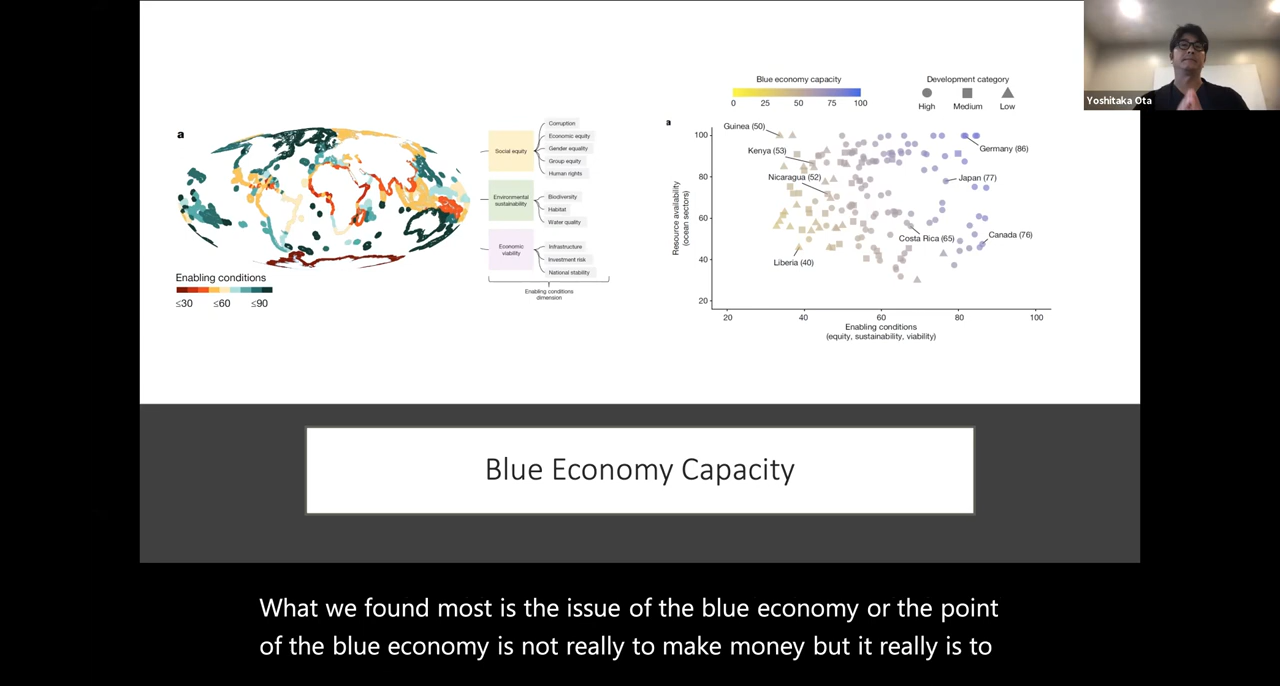 Yoshitaka Ota
a
Enabling conditions
≤30 ≤60 ≤90
Social equity
Corruption
Economic equity
Gender equality
Group equity
Human rights
Environmental
sustainability
Biodiversity
Habitat
Water quality
Economic
viability
Infrastructure
Investment risk
National stability
Enabling conditions
dimension
Blue economy capacity
0 25 50 75 100
Development category
High Medium Low
a
Resource availability
(ocean sectors)
100
80
60
40
20
Guinea (50)
Kenya (53)
Nicaragua (52)
Liberia (40)
Germany (86)
Japan (77)
Costa Rica (65)
Canada (76)
20 40 60 80 100
Enabling conditions
(equity, sustainability, viability)
Blue Economy Capacity
What we found most is the issue of the blue economy or the point
of the blue economy is not really to make money but it really is to